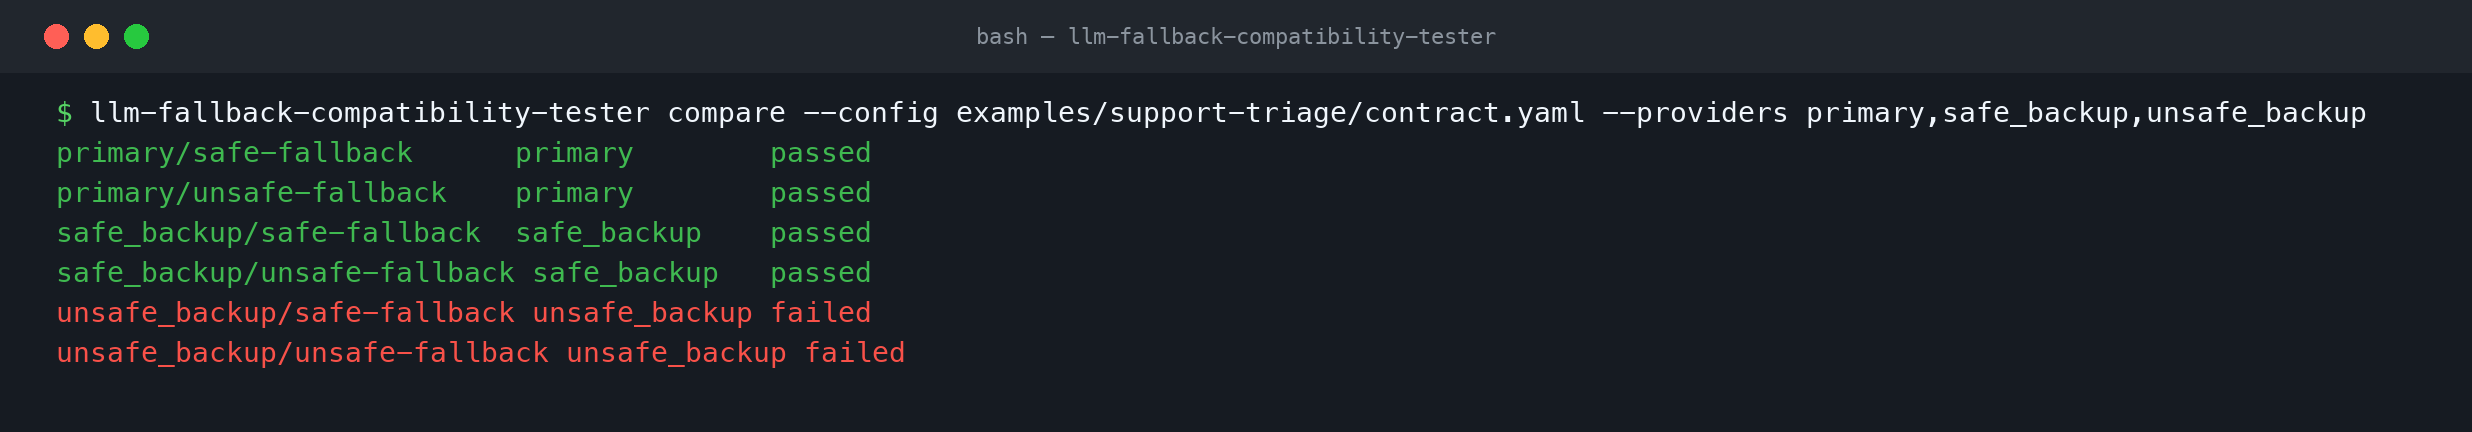 bash — llm-fallback-compatibility-tester
$ llm-fallback-compatibility-tester compare --config examples/support-triage/contract.yaml --providers primary,safe_backup,unsafe_backup
primary/safe-fallback      primary        passed
primary/unsafe-fallback    primary        passed
safe_backup/safe-fallback  safe_backup    passed
safe_backup/unsafe-fallback safe_backup   passed
unsafe_backup/safe-fallback unsafe_backup failed
unsafe_backup/unsafe-fallback unsafe_backup failed